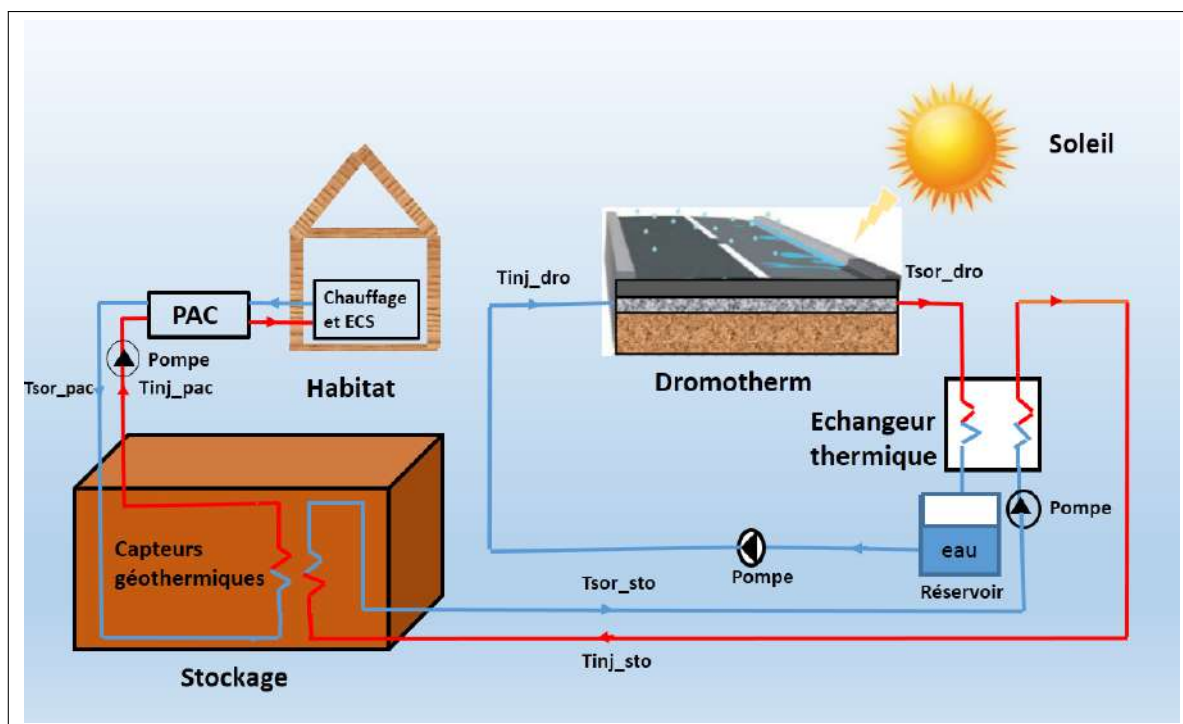 Soleil
Tinj_dro
Tsor_dro
Chauffage
et ECS
PAC
Pompe
Tsor_pac
Tinj_pac
Habitat
Dromotherm
Echangeur
thermique
Pompe
eau
Réservoir
Pompe
Capteurs
géothermiques
Tsor_sto
Tinj_sto
Stockage